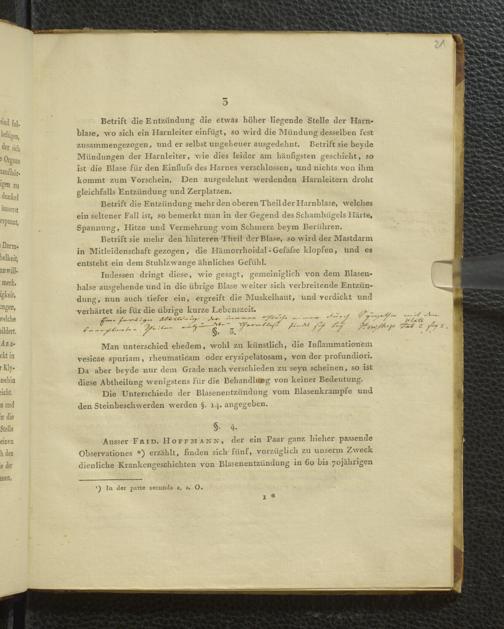 21
3
Betrift die Entzündung die etwas höher liegende Stelle der Harn-
blase, wo sich ein Harnleiter einfügt, so wird die Mündung desselben fest
zusammengezogen, und er selbst ungeheuer ausgedehnt. Betrift sie beyde
Mündungen der Harnleiter, wie dies leider am häufigsten geschieht, so
ist die Blase für den Einfluss des Harnes verschlossen, und nichts von ihm
kommt zum Vorschein. Den ausgedehnt werdenden Harnleitern droht
gleichfalls Entzündung und Zerplatzen.
Betrift die Entzündung mehr den oberen Theil der Harnblase, welches
ein seltener Fall ist, so bemerkt man in der Gegend des Schamhügels Härte,
Spannung, Hitze und Vermehrung vom Schmerz beym Berühren.
Betrift sie mehr den hinteren Theil der Blase, so wird der Mastdarm
in Mitleidenschaft gezogen, die Hämorrhoidal-Gefässe klopfen, und es
entsteht ein dem Stuhlzwange ähnliches Gefühl.
Indessen dringt diese, wie gesagt, gemeiniglich von dem Blasen-
halse ausgehende und in die übrige Blase weiter sich verbreitende Entzün-
dung, nun auch tiefer ein, ergreift die Muskelhaut, und verdickt und
verhärtet sie für die übrige kurze Lebenszeit.
§. 3.
Man unterschied ehedem, wohl zu künstlich, die Inflammationem
vesicae spuriam, rheumaticam oder erysipelatosam, von der profundiori.
Da aber beyde nur dem Grade nach verschieden zu seyn scheinen, so ist
diese Abtheilung wenigstens für die Behandlung von keiner Bedeutung.
Die Unterschiede der Blasenentzündung vom Blasenkrampfe und
den Steinbeschwerden werden §. 14. angegeben.
§. 4.
Ausser FRID. HOFFMANN, der ein Paar ganz hieher passende
Observationes *) erzählt, finden sich fünf, vorzüglich zu unserm Zweck
dienliche Krankengeschichten von Blasenentzündung in 60 bis 70jährigen
*) In der parte secunda a. a. O.
1 *